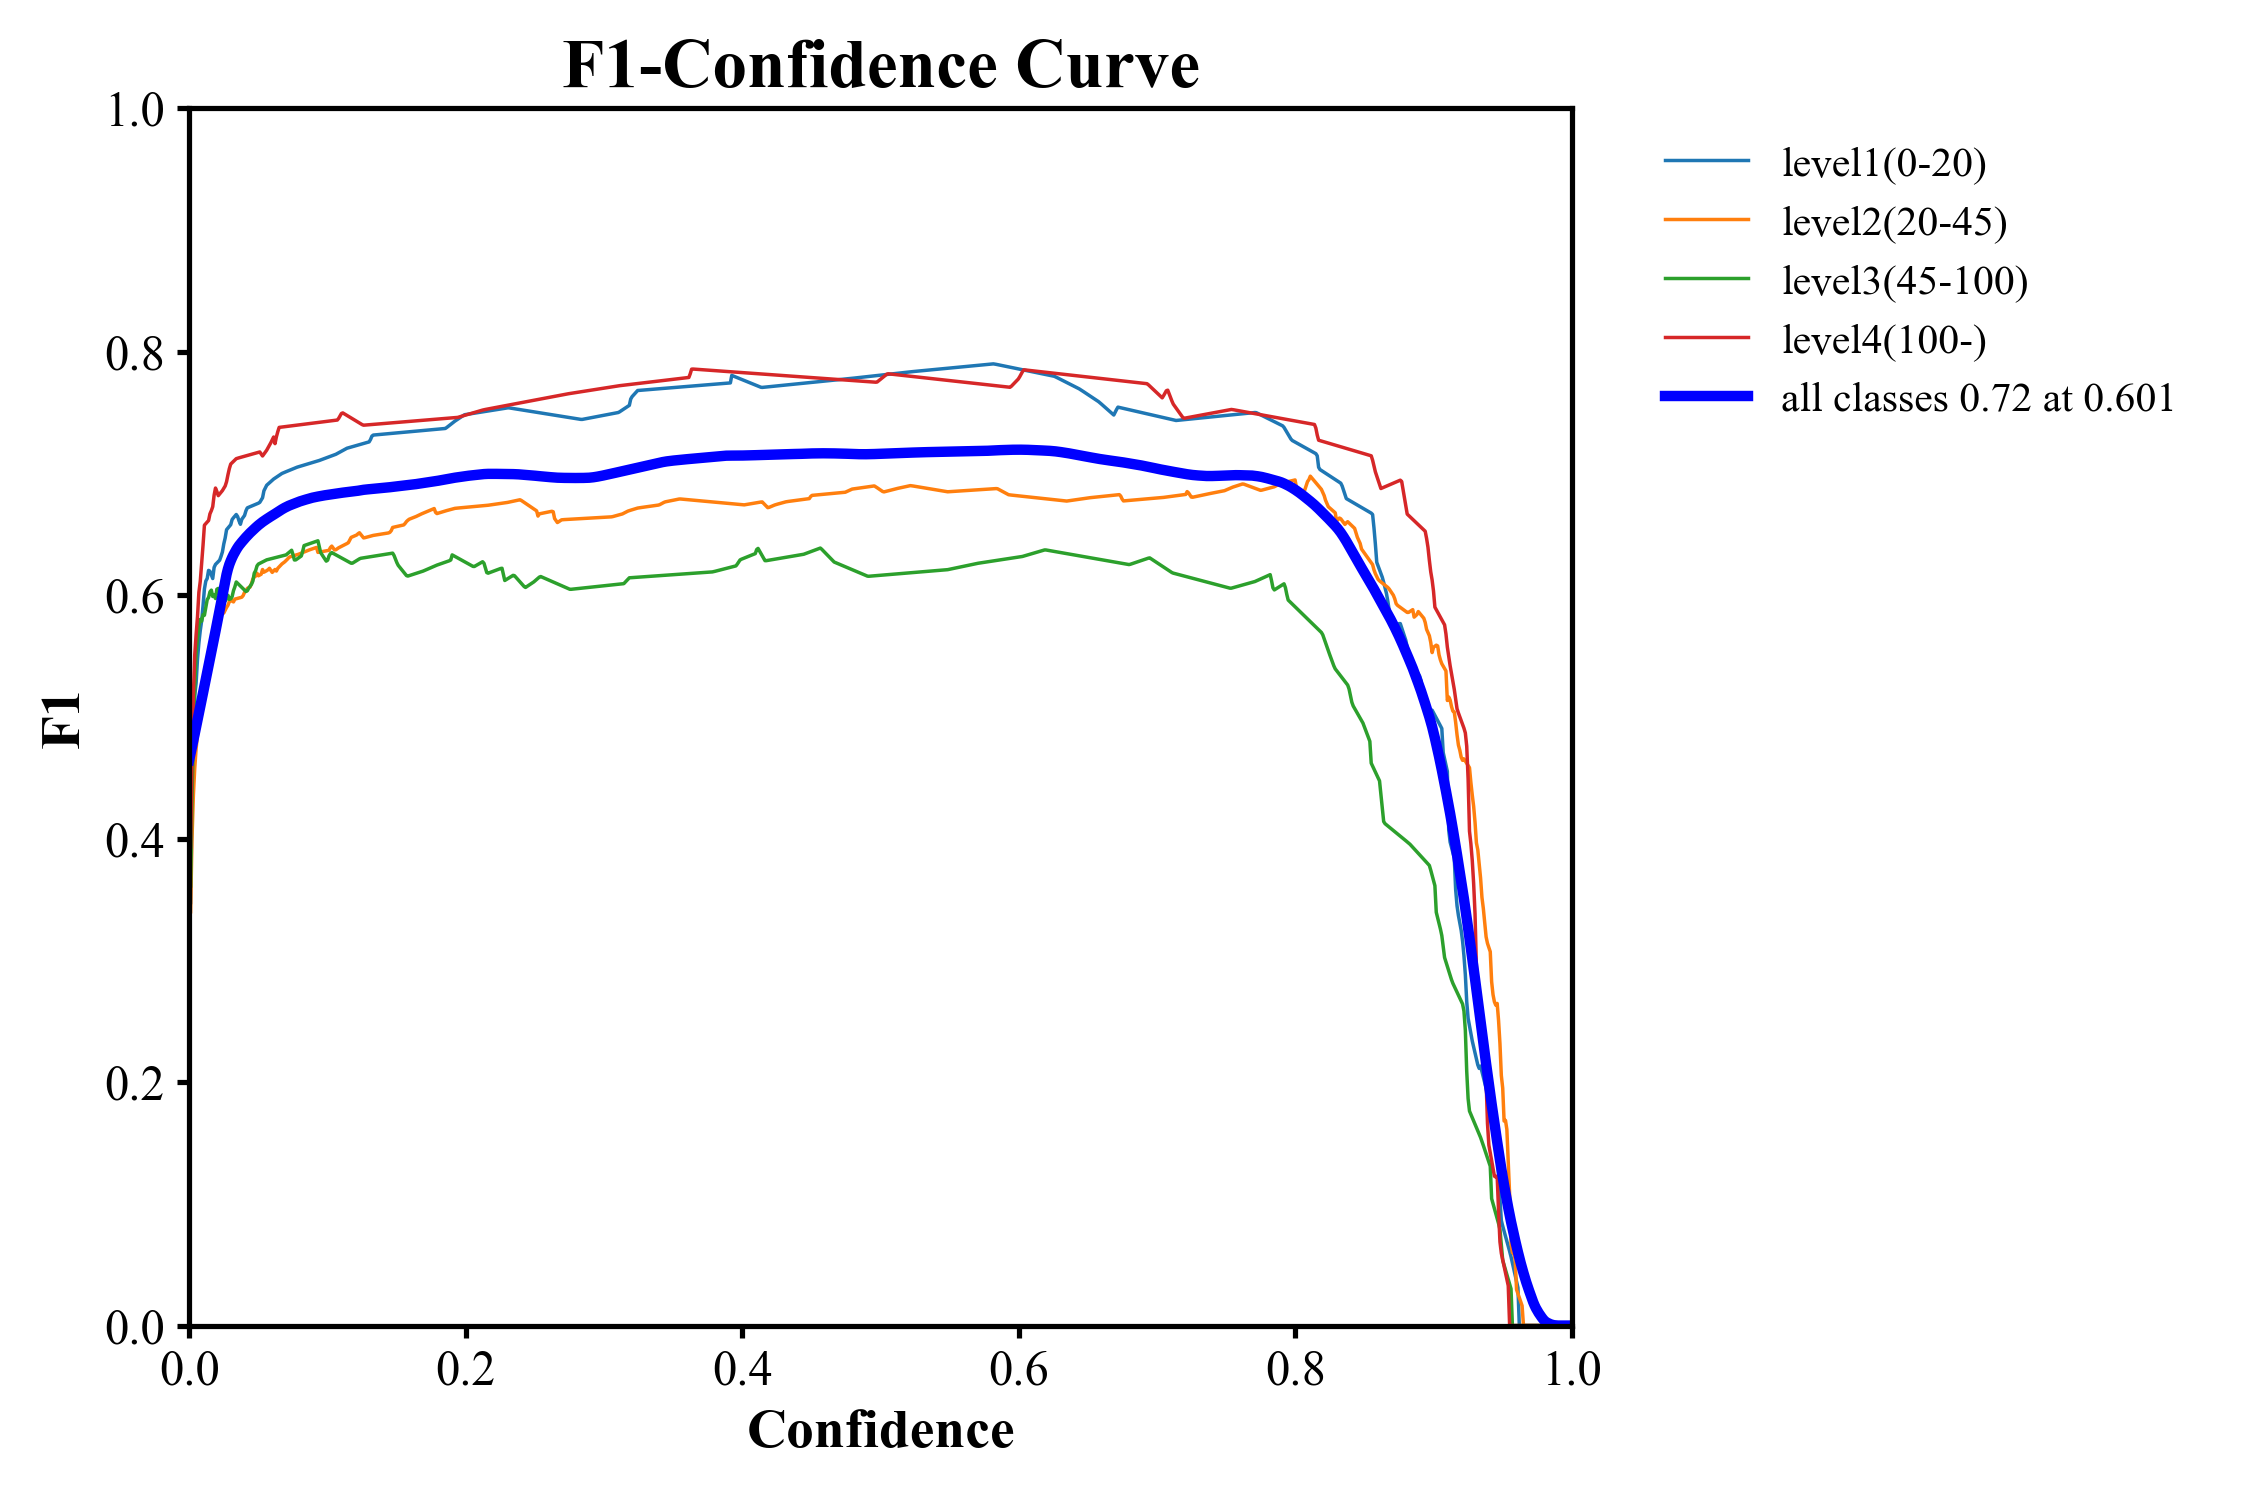 F1-Confidence Curve
1.0
0.8
0.6
0.4
0.2
0.0
F1
0.0 0.2 0.4 0.6 0.8 1.0
Confidence
level1(0-20)
level2(20-45)
level3(45-100)
level4(100-)
all classes 0.72 at 0.601